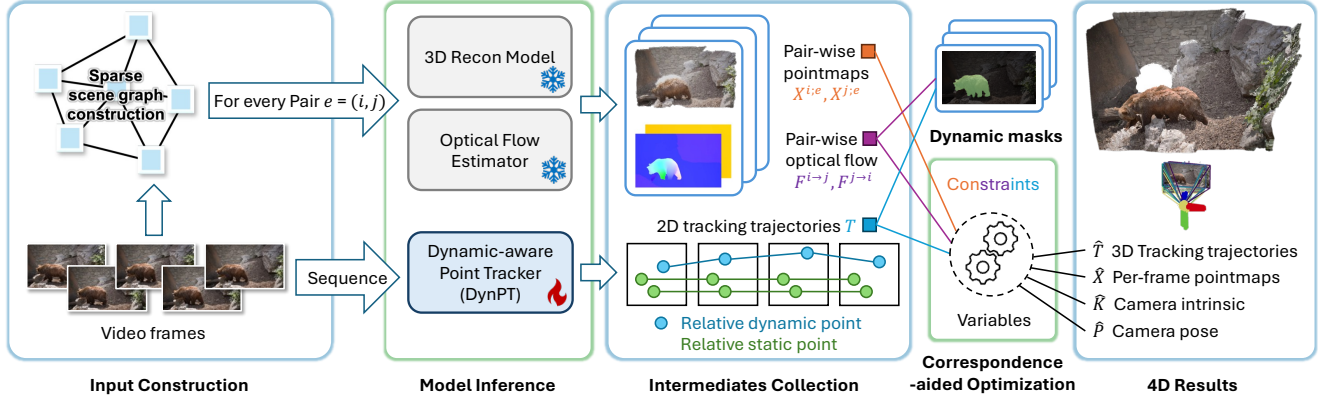 Sparse
scene graph-
construction
Video frames
Input Construction
For every Pair e = (i, j)
Sequence
3D Recon Model
Optical Flow
Estimator
Dynamic-aware
Point Tracker
(DynPT)
Model Inference
Pair-wise
pointmaps
X^{i;e}, X^{j;e}
Pair-wise
optical flow
F^{i→j}, F^{j→i}
2D tracking trajectories T
Relative dynamic point
Relative static point
Intermediates Collection
Dynamic masks
Constraints
Variables
Correspondence
-aided Optimization
T̂ 3D Tracking trajectories
X̂ Per-frame pointmaps
K̂ Camera intrinsic
P̂ Camera pose
4D Results